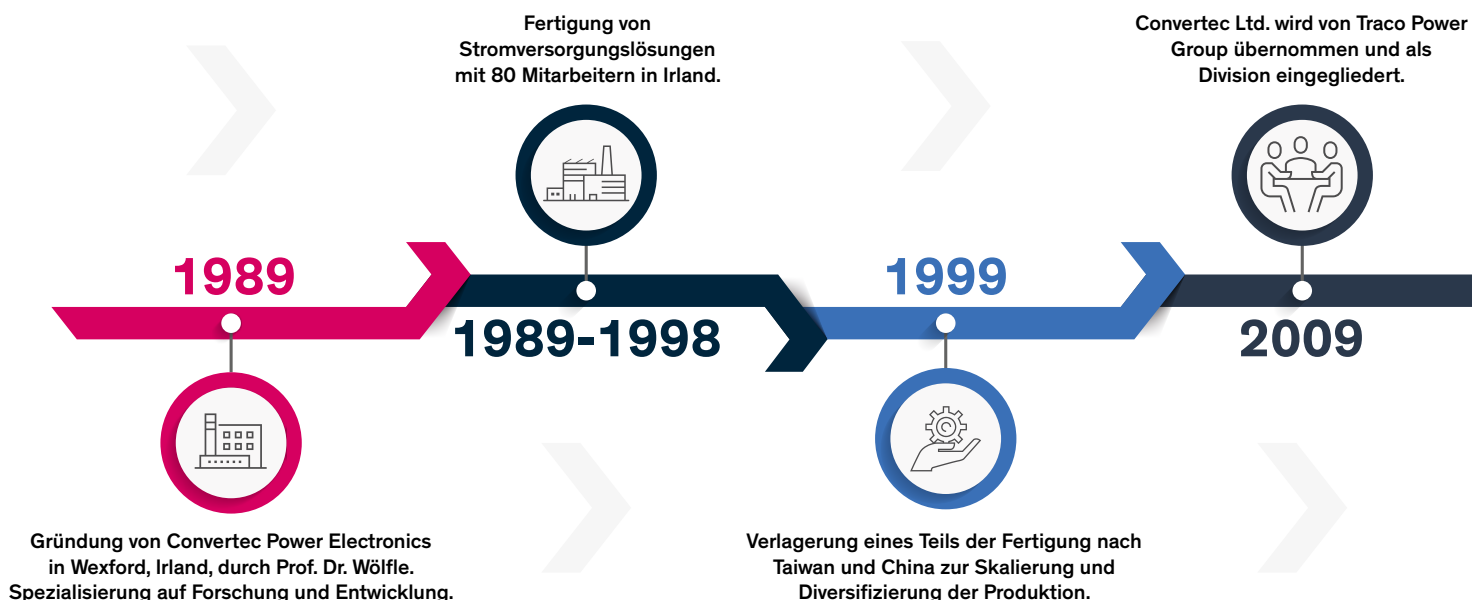 1989
Gründung von Convertec Power Electronics
in Wexford, Irland, durch Prof. Dr. Wölfle.
Spezialisierung auf Forschung und Entwicklung.
Fertigung von
Stromversorgungslösungen
mit 80 Mitarbeitern in Irland.
1989-1998
1999
Verlagerung eines Teils der Fertigung nach
Taiwan und China zur Skalierung und
Diversifizierung der Produktion.
Convertec Ltd. wird von Traco Power
Group übernommen und als
Division eingegliedert.
2009